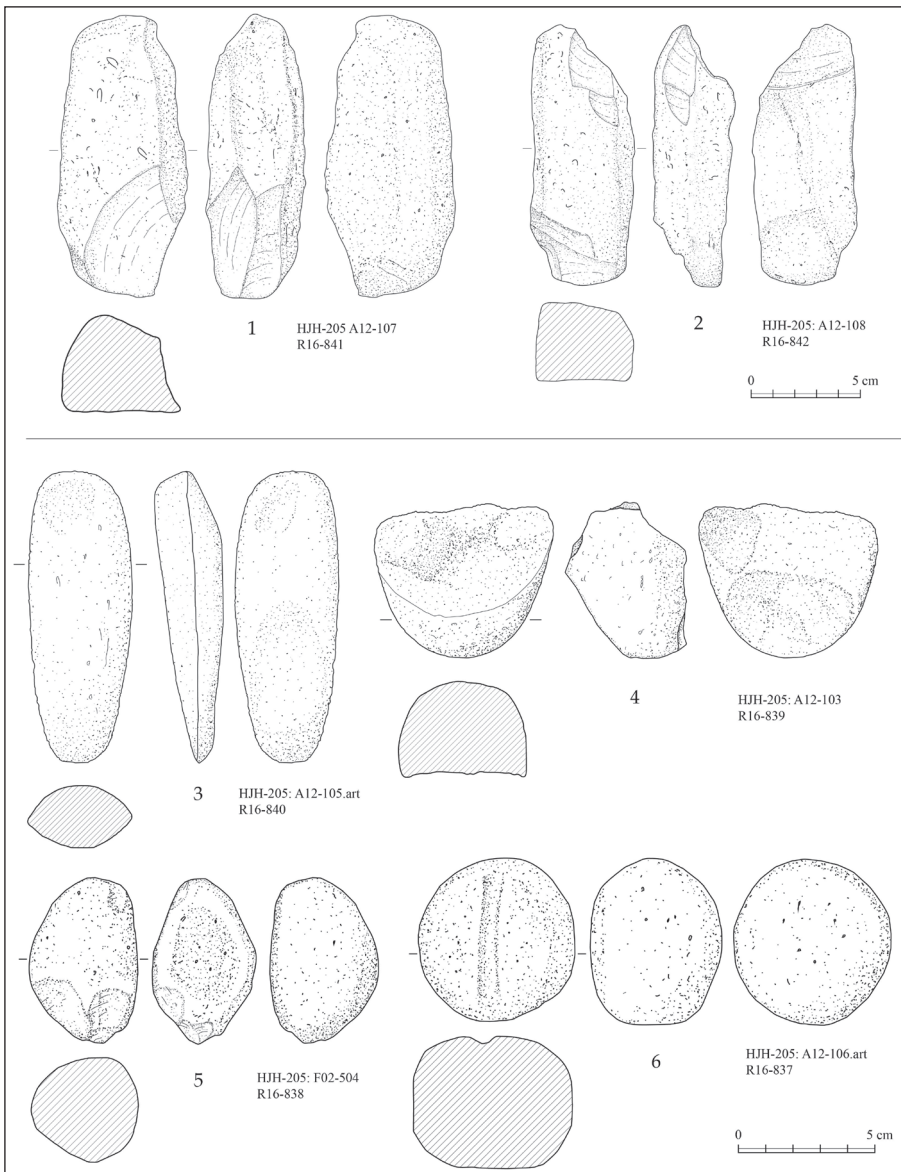 1
HJH-205 A12-107
R16-841
2
HJH-205: A12-108
R16-842
0 5 cm
3
HJH-205: A12-105.art
R16-840
4
HJH-205: A12-103
R16-839
5
HJH-205: F02-504
R16-838
6
HJH-205: A12-106.art
R16-837
0 5 cm